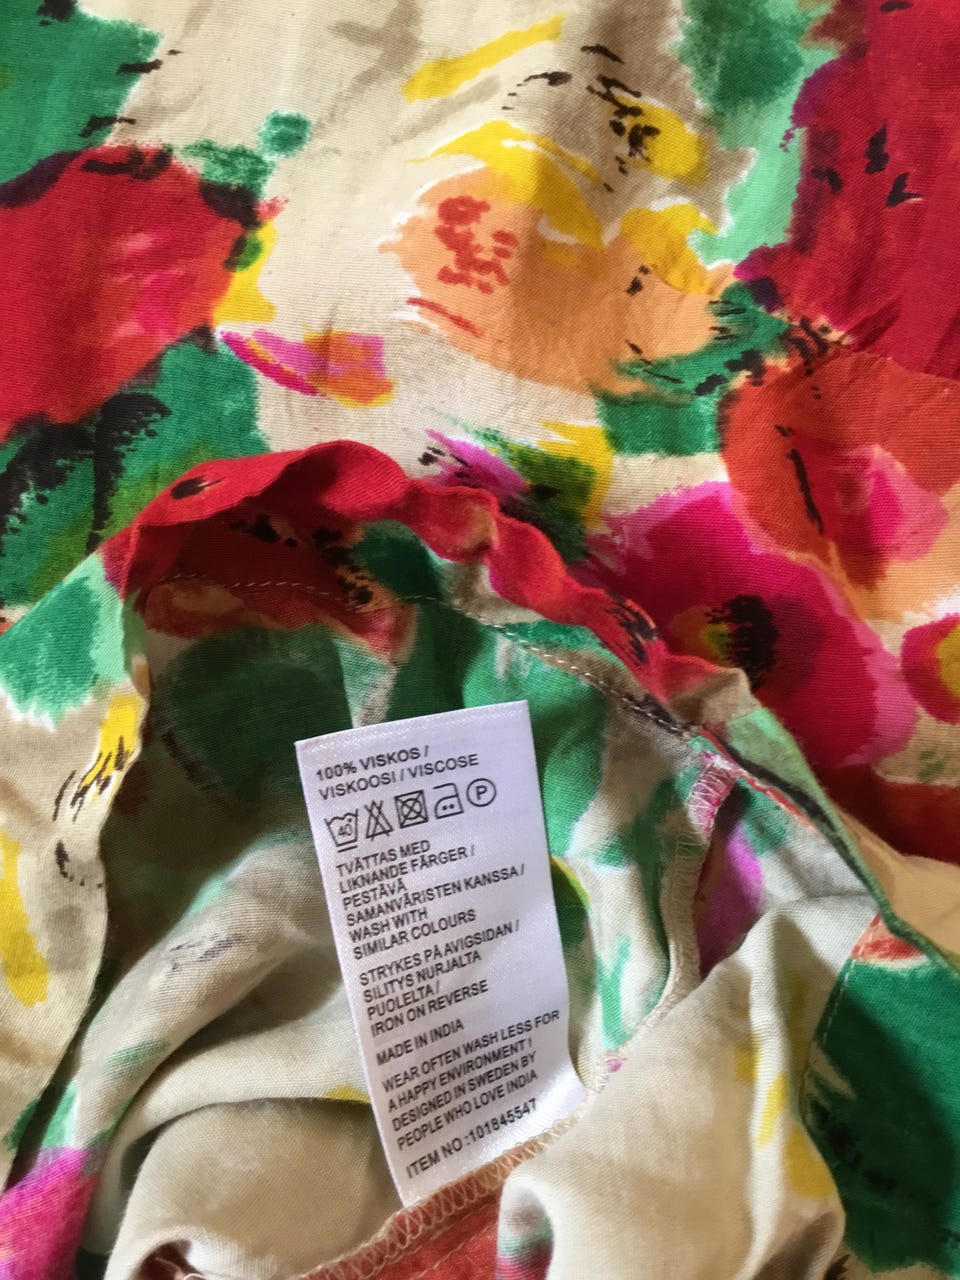 100% VISKOS /
VISKOOSI / VISCOSE
40 P
TVÄTTAS MED
LIKNANDE FÄRGER /
PESTÄVÄ
SAMANVÄRISTEN KANSSA /
WASH WITH
SIMILAR COLOURS
STRYKES PÅ AVIGSIDAN /
SILITYS NURJALTA
PUOLELTA /
IRON ON REVERSE
MADE IN INDIA
WEAR OFTEN WASH LESS FOR
A HAPPY ENVIRONMENT !
DESIGNED IN SWEDEN BY
PEOPLE WHO LOVE INDIA
ITEM NO :101845547